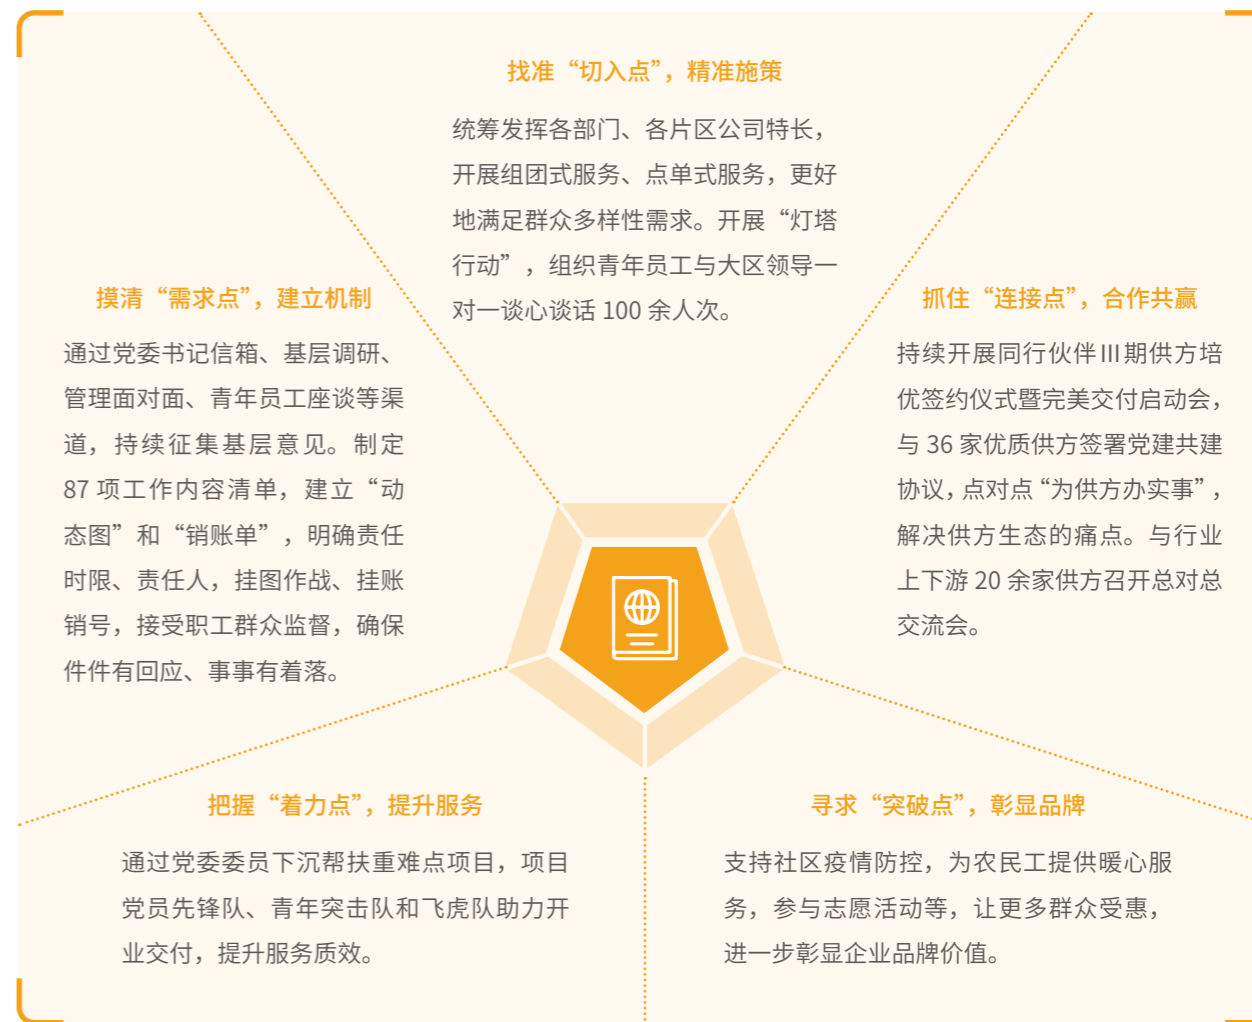 找准“切入点”，精准施策
统筹发挥各部门、各片区公司特长，
开展组团式服务、点单式服务，更好
地满足群众多样性需求。开展“灯塔
行动”，组织青年员工与大区领导一
对一谈心谈话 100 余人次。
摸清“需求点”，建立机制
通过党委书记信箱、基层调研、
管理面对面、青年员工座谈等渠
道，持续征集基层意见。制定
87 项工作内容清单，建立“动
态图”和“销账单”，明确责任
时限、责任人，挂图作战、挂账
销号，接受职工群众监督，确保
件件有回应、事事有着落。
抓住“连接点”，合作共赢
持续开展同行伙伴Ⅲ期供方培
优签约仪式暨完美交付启动会，
与 36 家优质供方签署党建共建
协议，点对点“为供方办实事”，
解决供方生态的痛点。与行业
上下游 20 余家供方召开总对总
交流会。
把握“着力点”，提升服务
通过党委委员下沉帮扶重难点项目，项目
党员先锋队、青年突击队和飞虎队助力开
业交付，提升服务质效。
寻求“突破点”，彰显品牌
支持社区疫情防控，为农民工提供暖心服
务，参与志愿活动等，让更多群众受惠，
进一步彰显企业品牌价值。